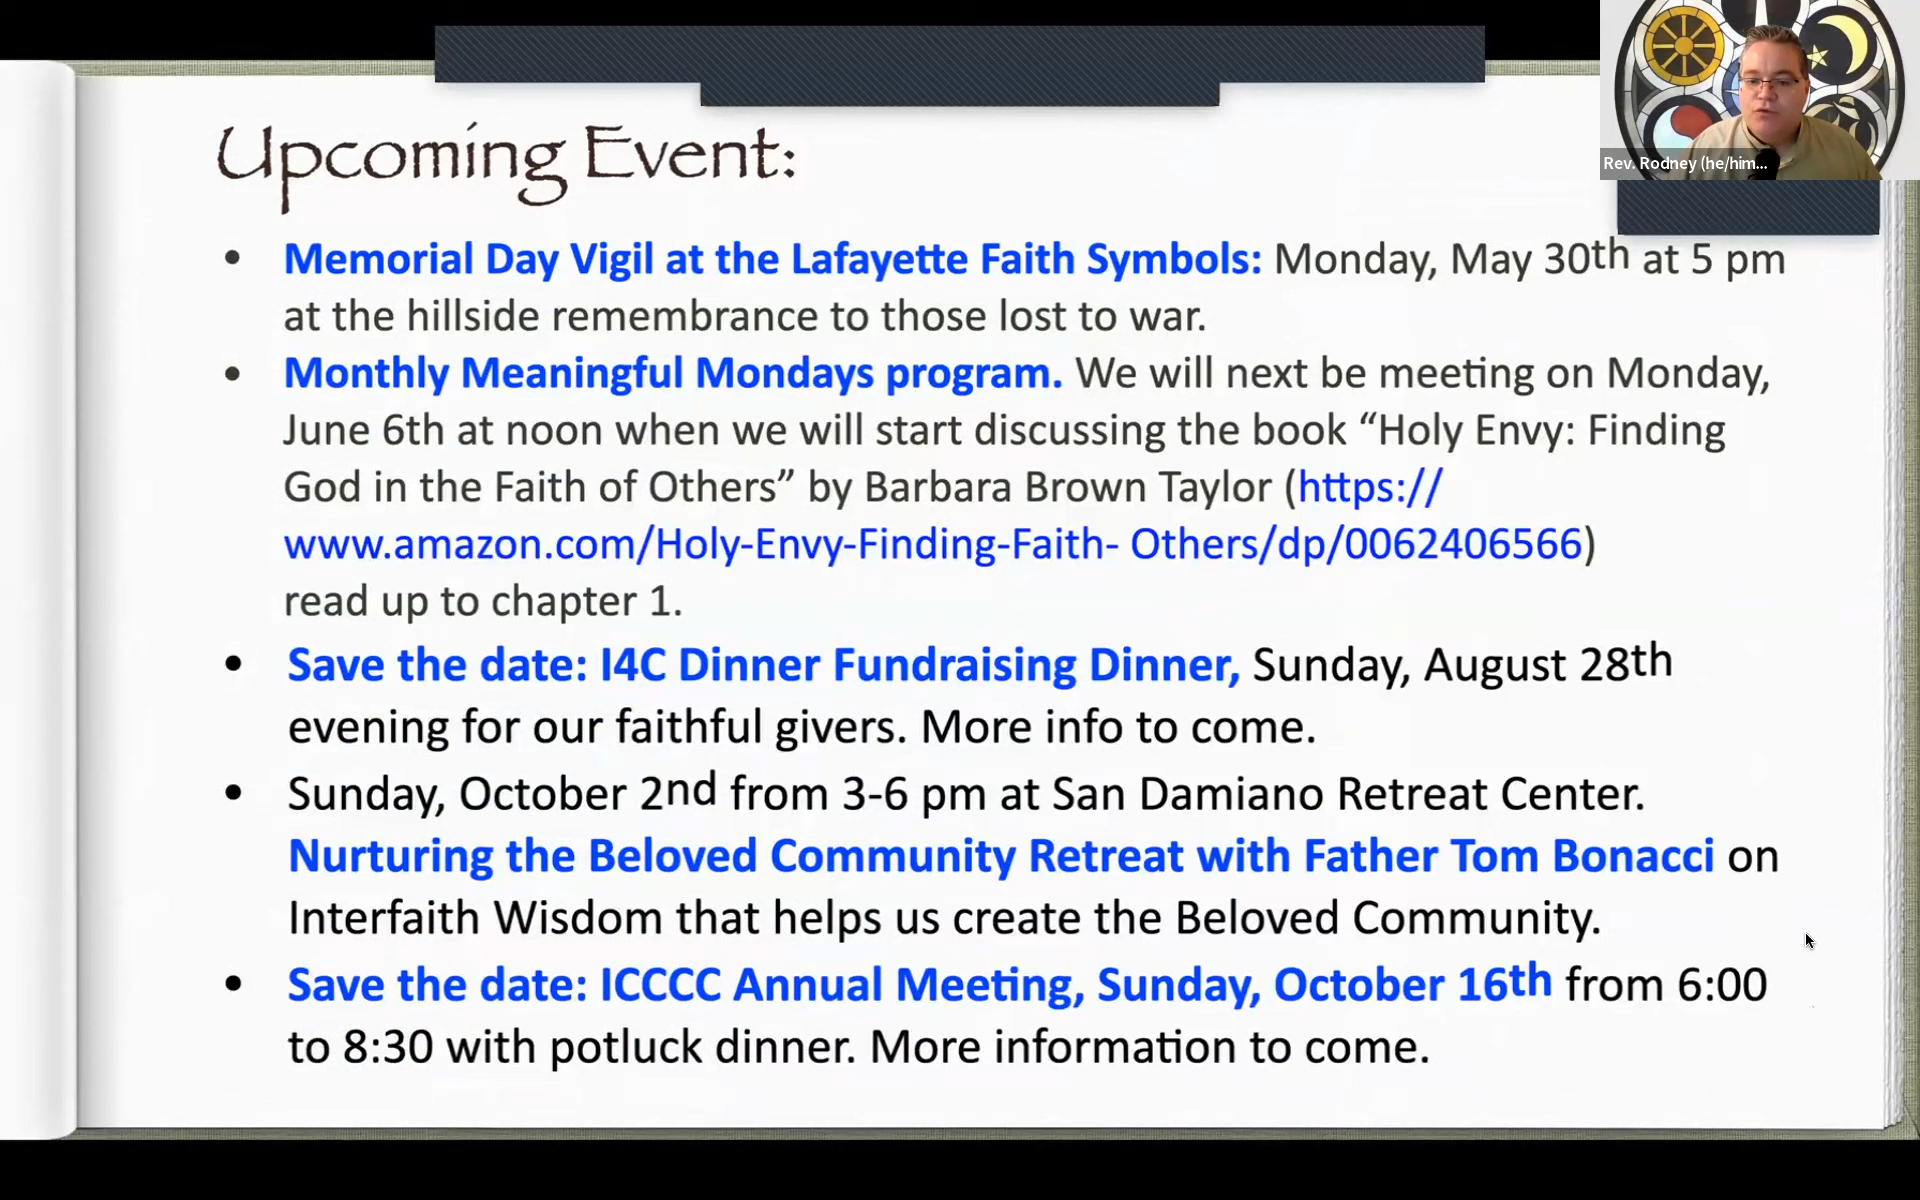 Rev. Rodney (he/him...
Upcoming Event:
• Memorial Day Vigil at the Lafayette Faith Symbols: Monday, May 30th at 5 pm
at the hillside remembrance to those lost to war.
• Monthly Meaningful Mondays program. We will next be meeting on Monday,
June 6th at noon when we will start discussing the book “Holy Envy: Finding
God in the Faith of Others” by Barbara Brown Taylor (https://
www.amazon.com/Holy-Envy-Finding-Faith- Others/dp/0062406566)
read up to chapter 1.
• Save the date: I4C Dinner Fundraising Dinner, Sunday, August 28th
evening for our faithful givers. More info to come.
• Sunday, October 2nd from 3-6 pm at San Damiano Retreat Center.
Nurturing the Beloved Community Retreat with Father Tom Bonacci on
Interfaith Wisdom that helps us create the Beloved Community.
• Save the date: ICCCC Annual Meeting, Sunday, October 16th from 6:00
to 8:30 with potluck dinner. More information to come.